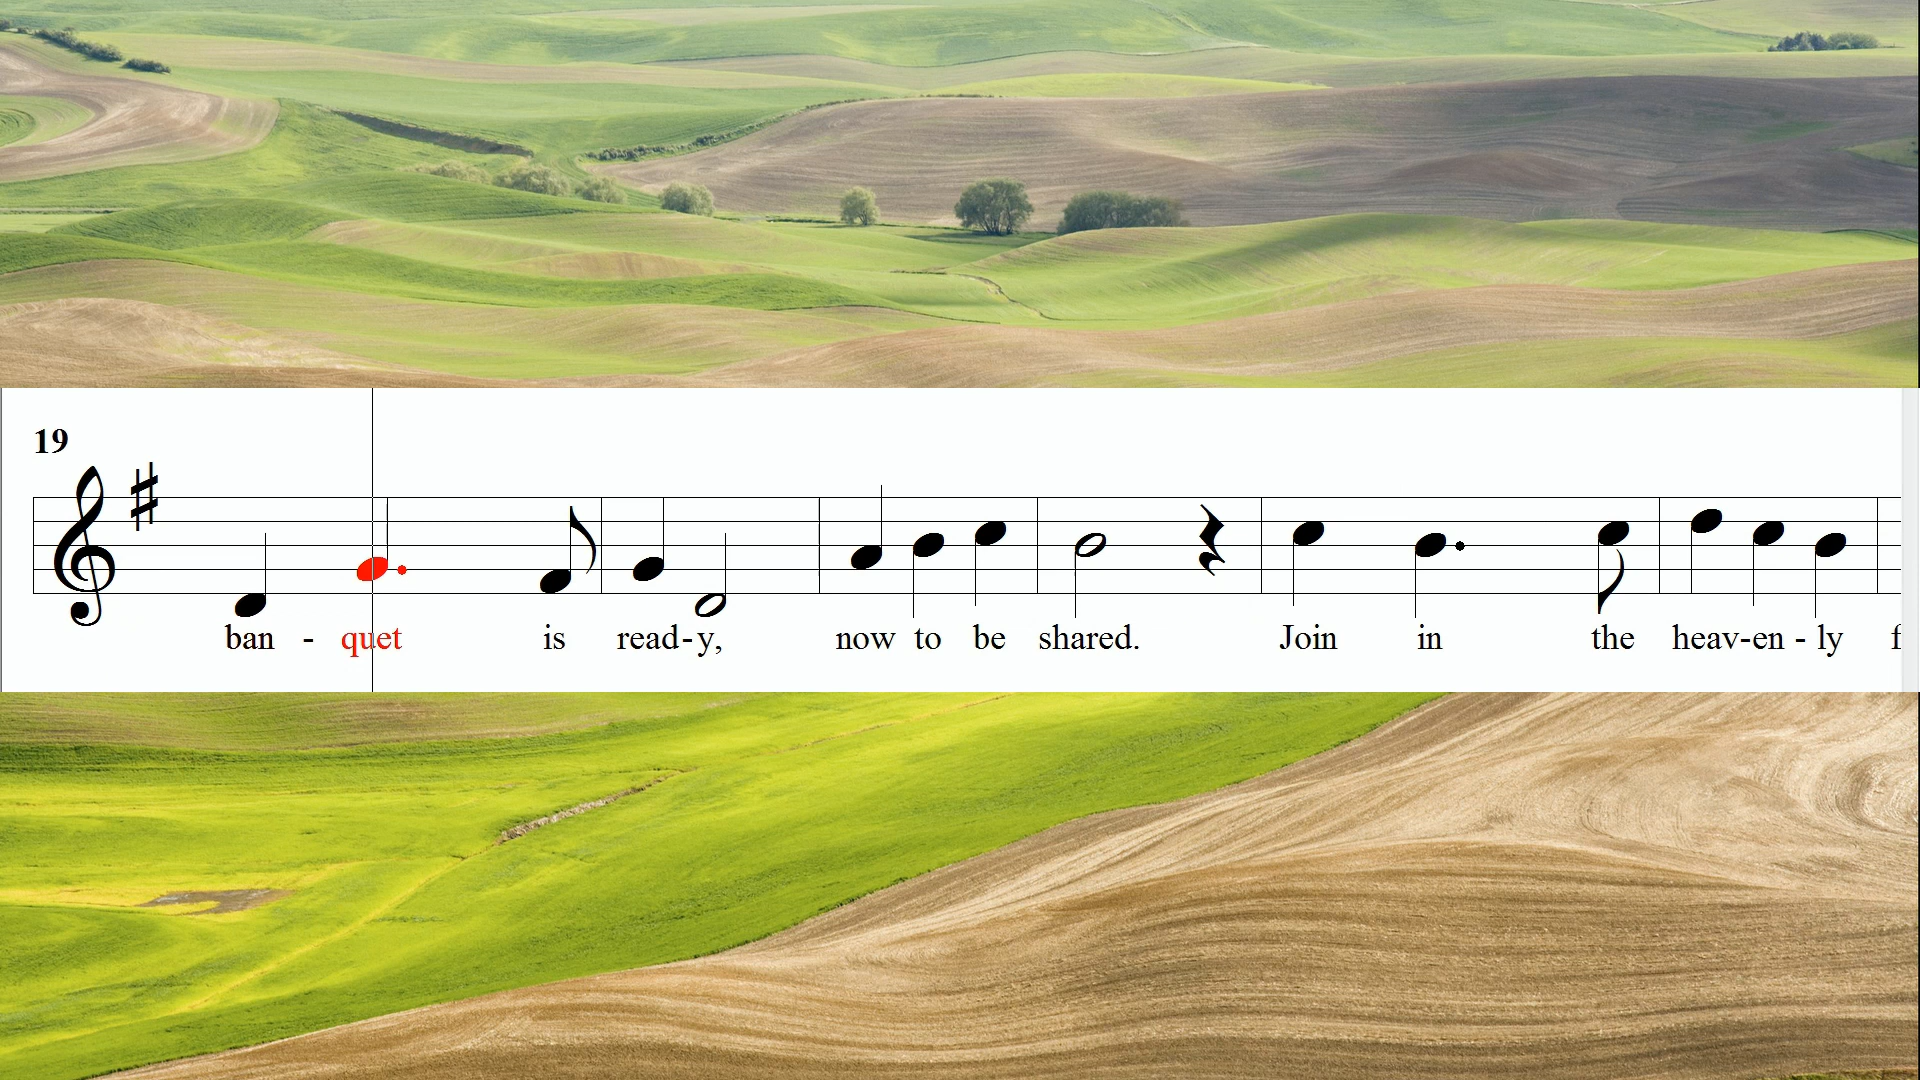 19
ban - quet is read-y, now to be shared. Join in the heav-en - ly